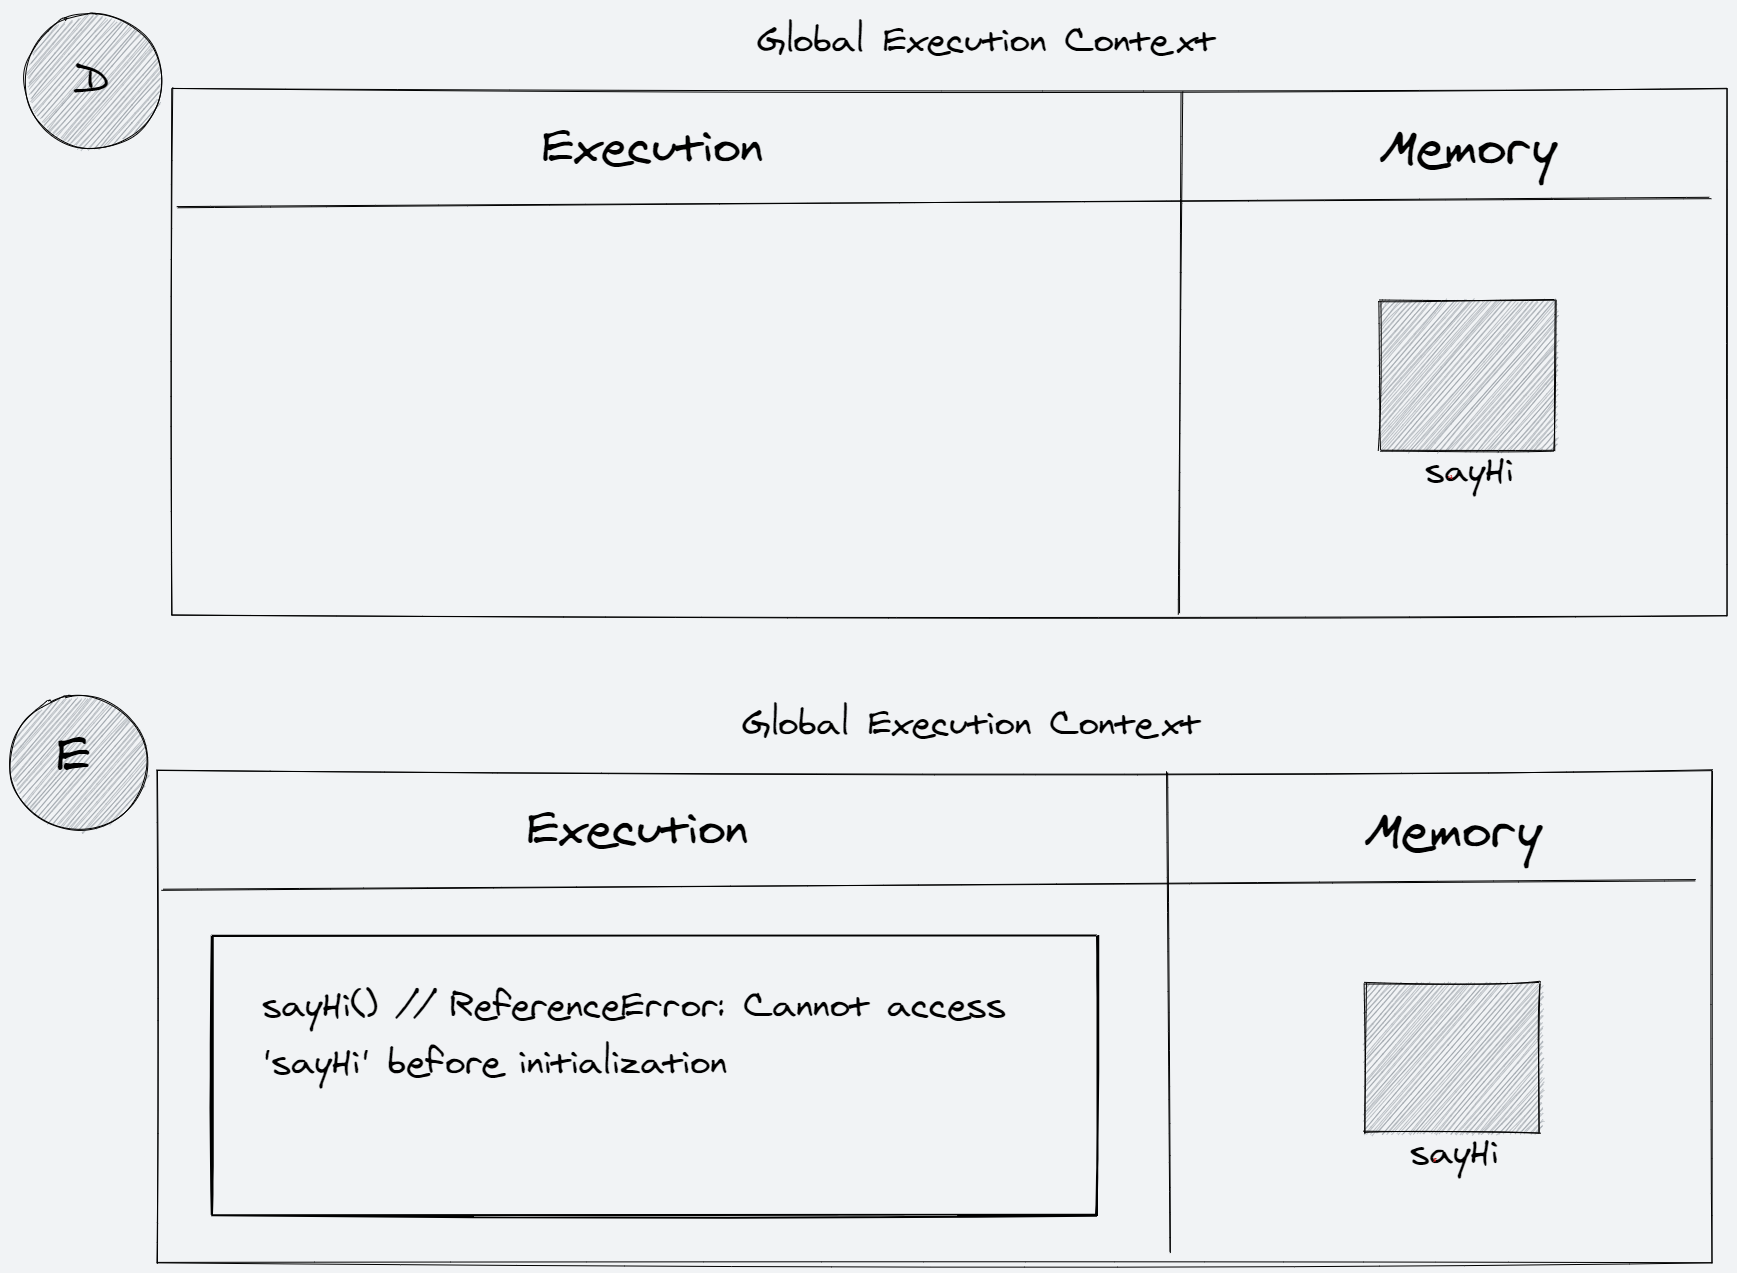 D
Global Execution Context
Execution
Memory
sayHi
E
Global Execution Context
Execution
Memory
sayHi() // ReferenceError: Cannot access
'sayHi' before initialization
sayHi